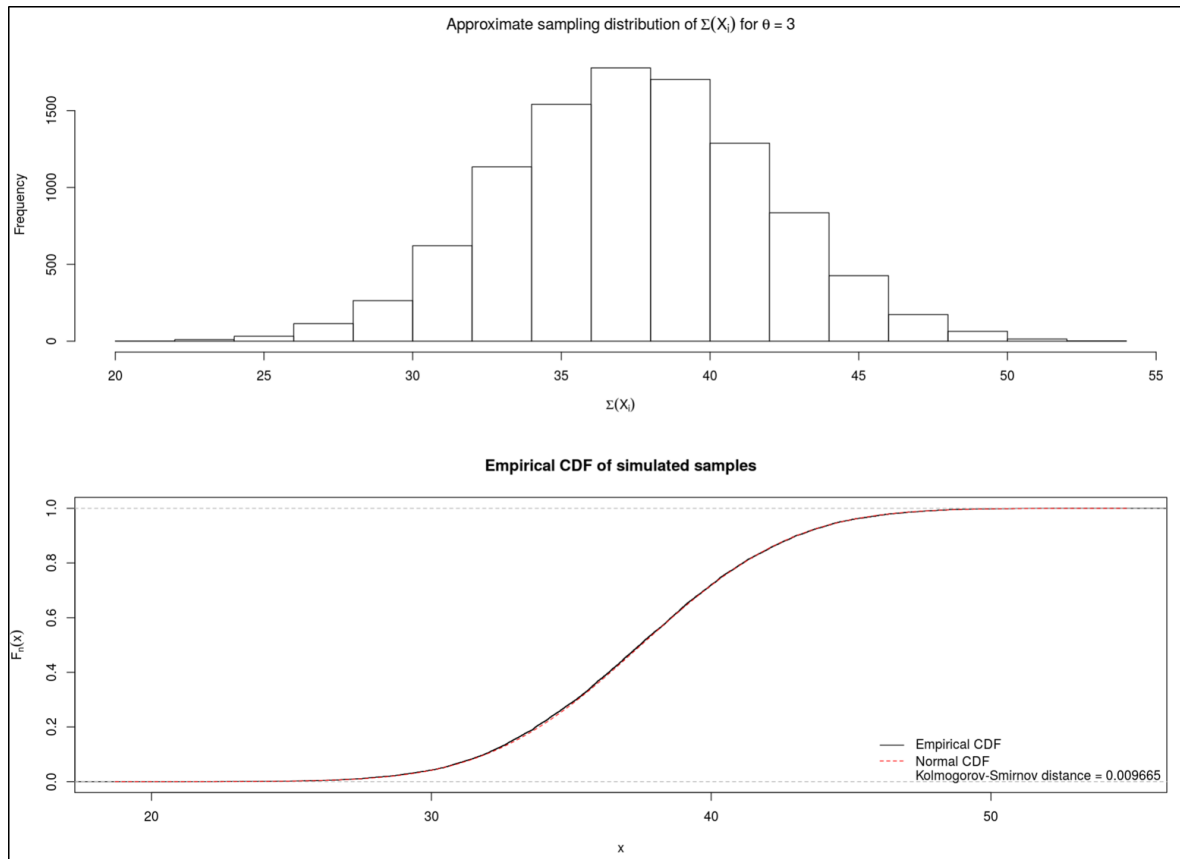 Approximate sampling distribution of Σ(Xᵢ) for θ = 3
Frequency
1500
1000
500
0
20 25 30 35 40 45 50 55
Σ(Xᵢ)
Empirical CDF of simulated samples
Fₙ(x)
1.0
0.8
0.6
0.4
0.2
0.0
Empirical CDF
Normal CDF
Kolmogorov-Smirnov distance = 0.009665
20 30 40 50
x